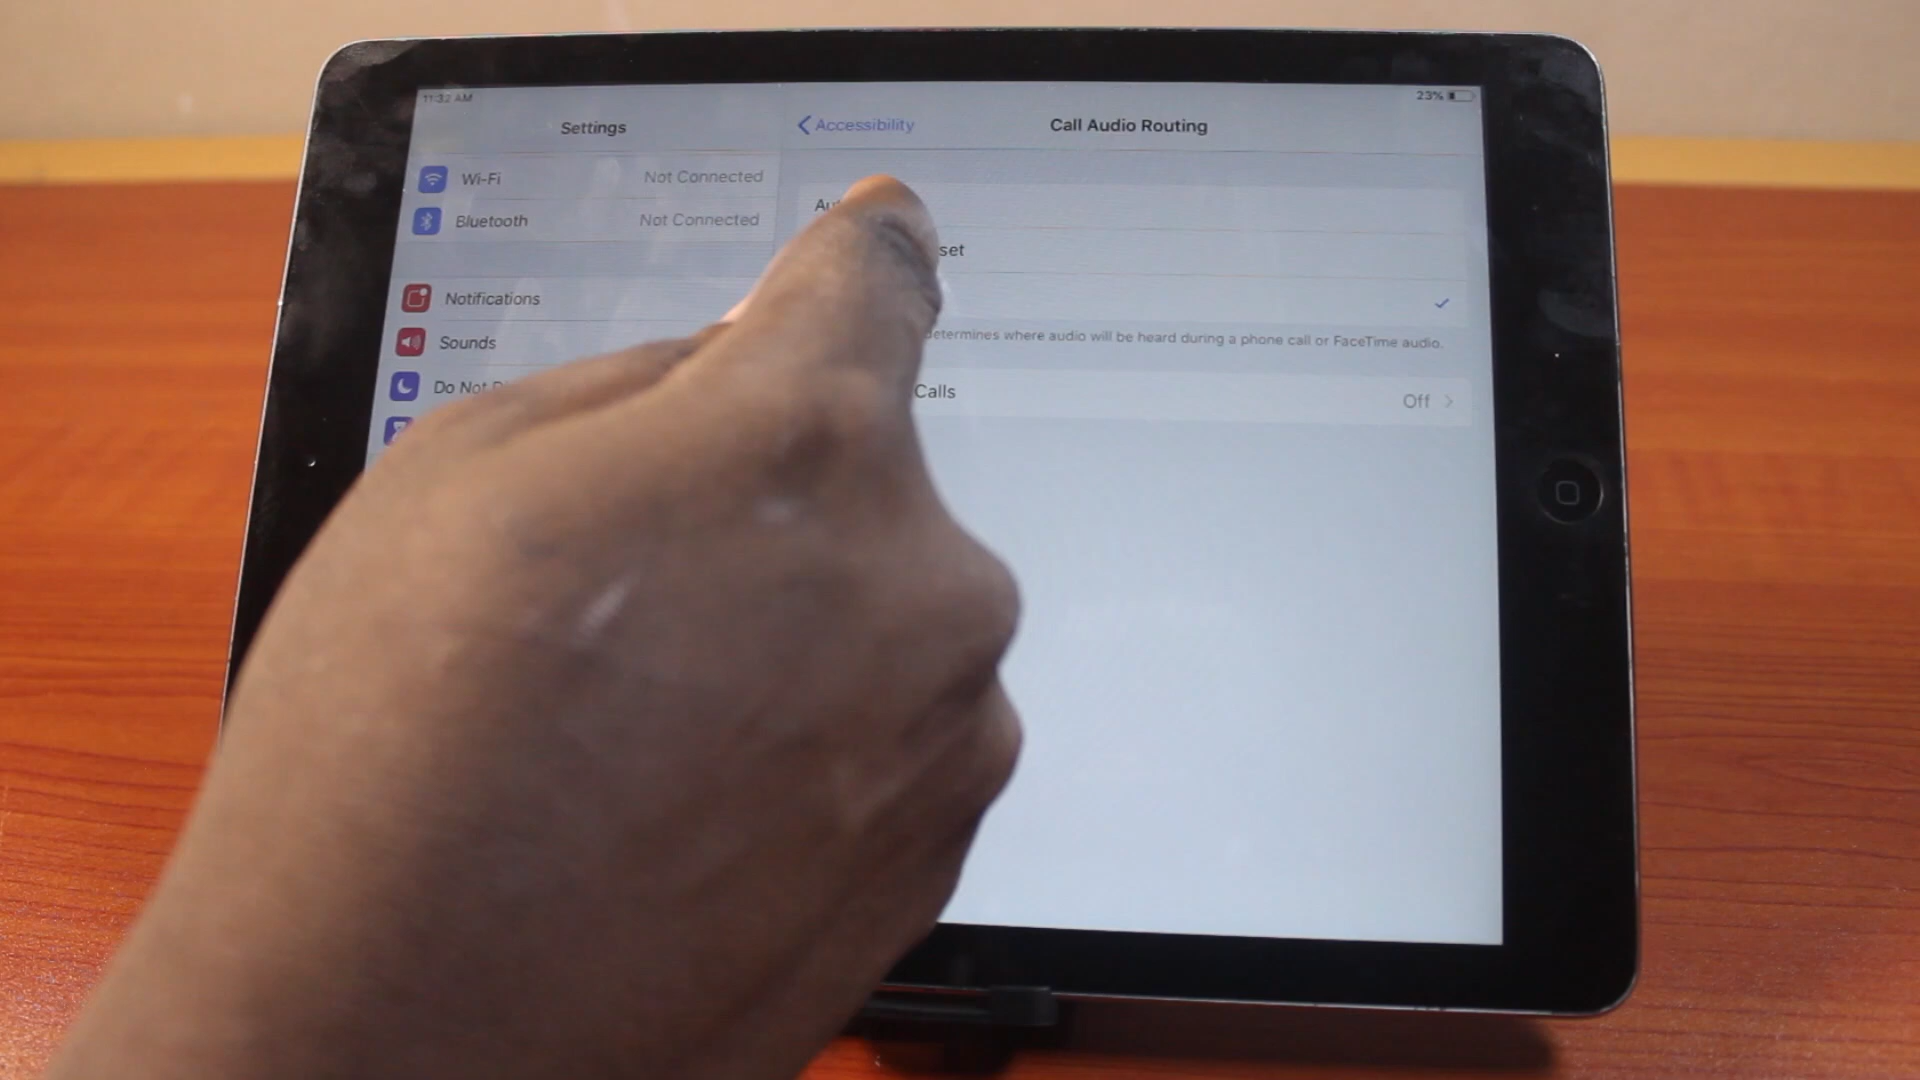 11:32 AM
23%
Settings
Accessibility
Call Audio Routing
Wi-Fi
Not Connected
Bluetooth
Not Connected
Notifications
Sounds
Do Not
set
determines where audio will be heard during a phone call or FaceTime audio.
Calls
Off